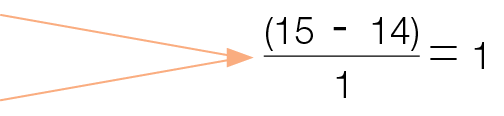 (15 - 14)
1
= 1